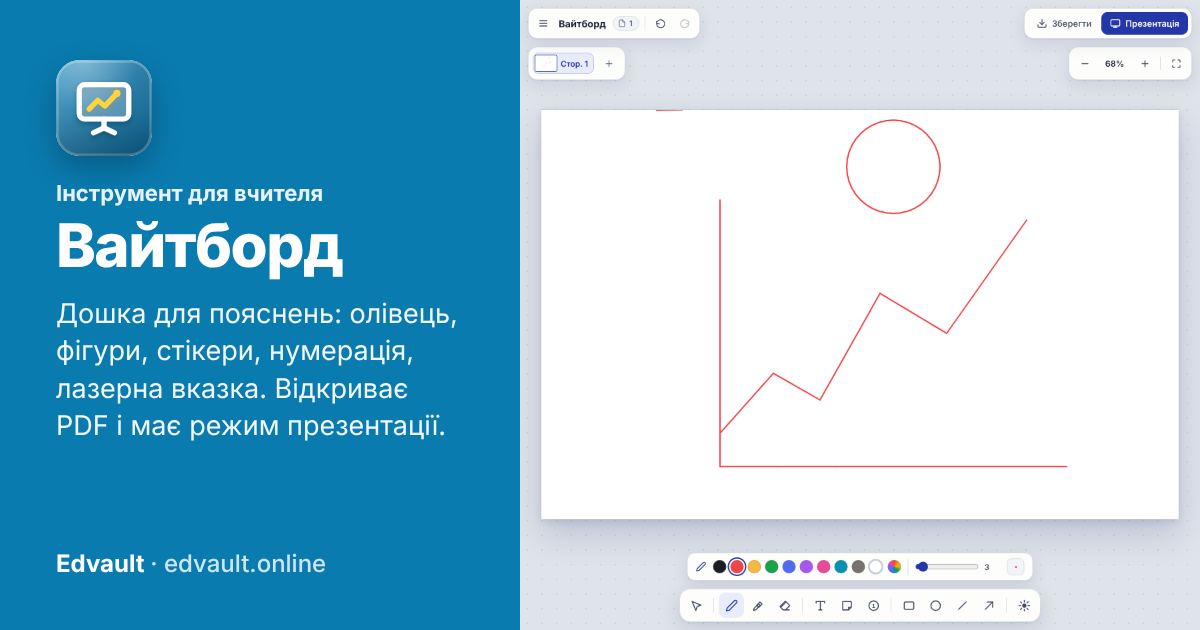 Інструмент для вчителя
Вайтборд
Дошка для пояснень: олівець,
фігури, стікери, нумерація,
лазерна вказка. Відкриває
PDF і має режим презентації.
Edvault · edvault.online
Вайтборд 1
Зберегти Презентація
Стор. 1 +
− 68% +
3
T 1